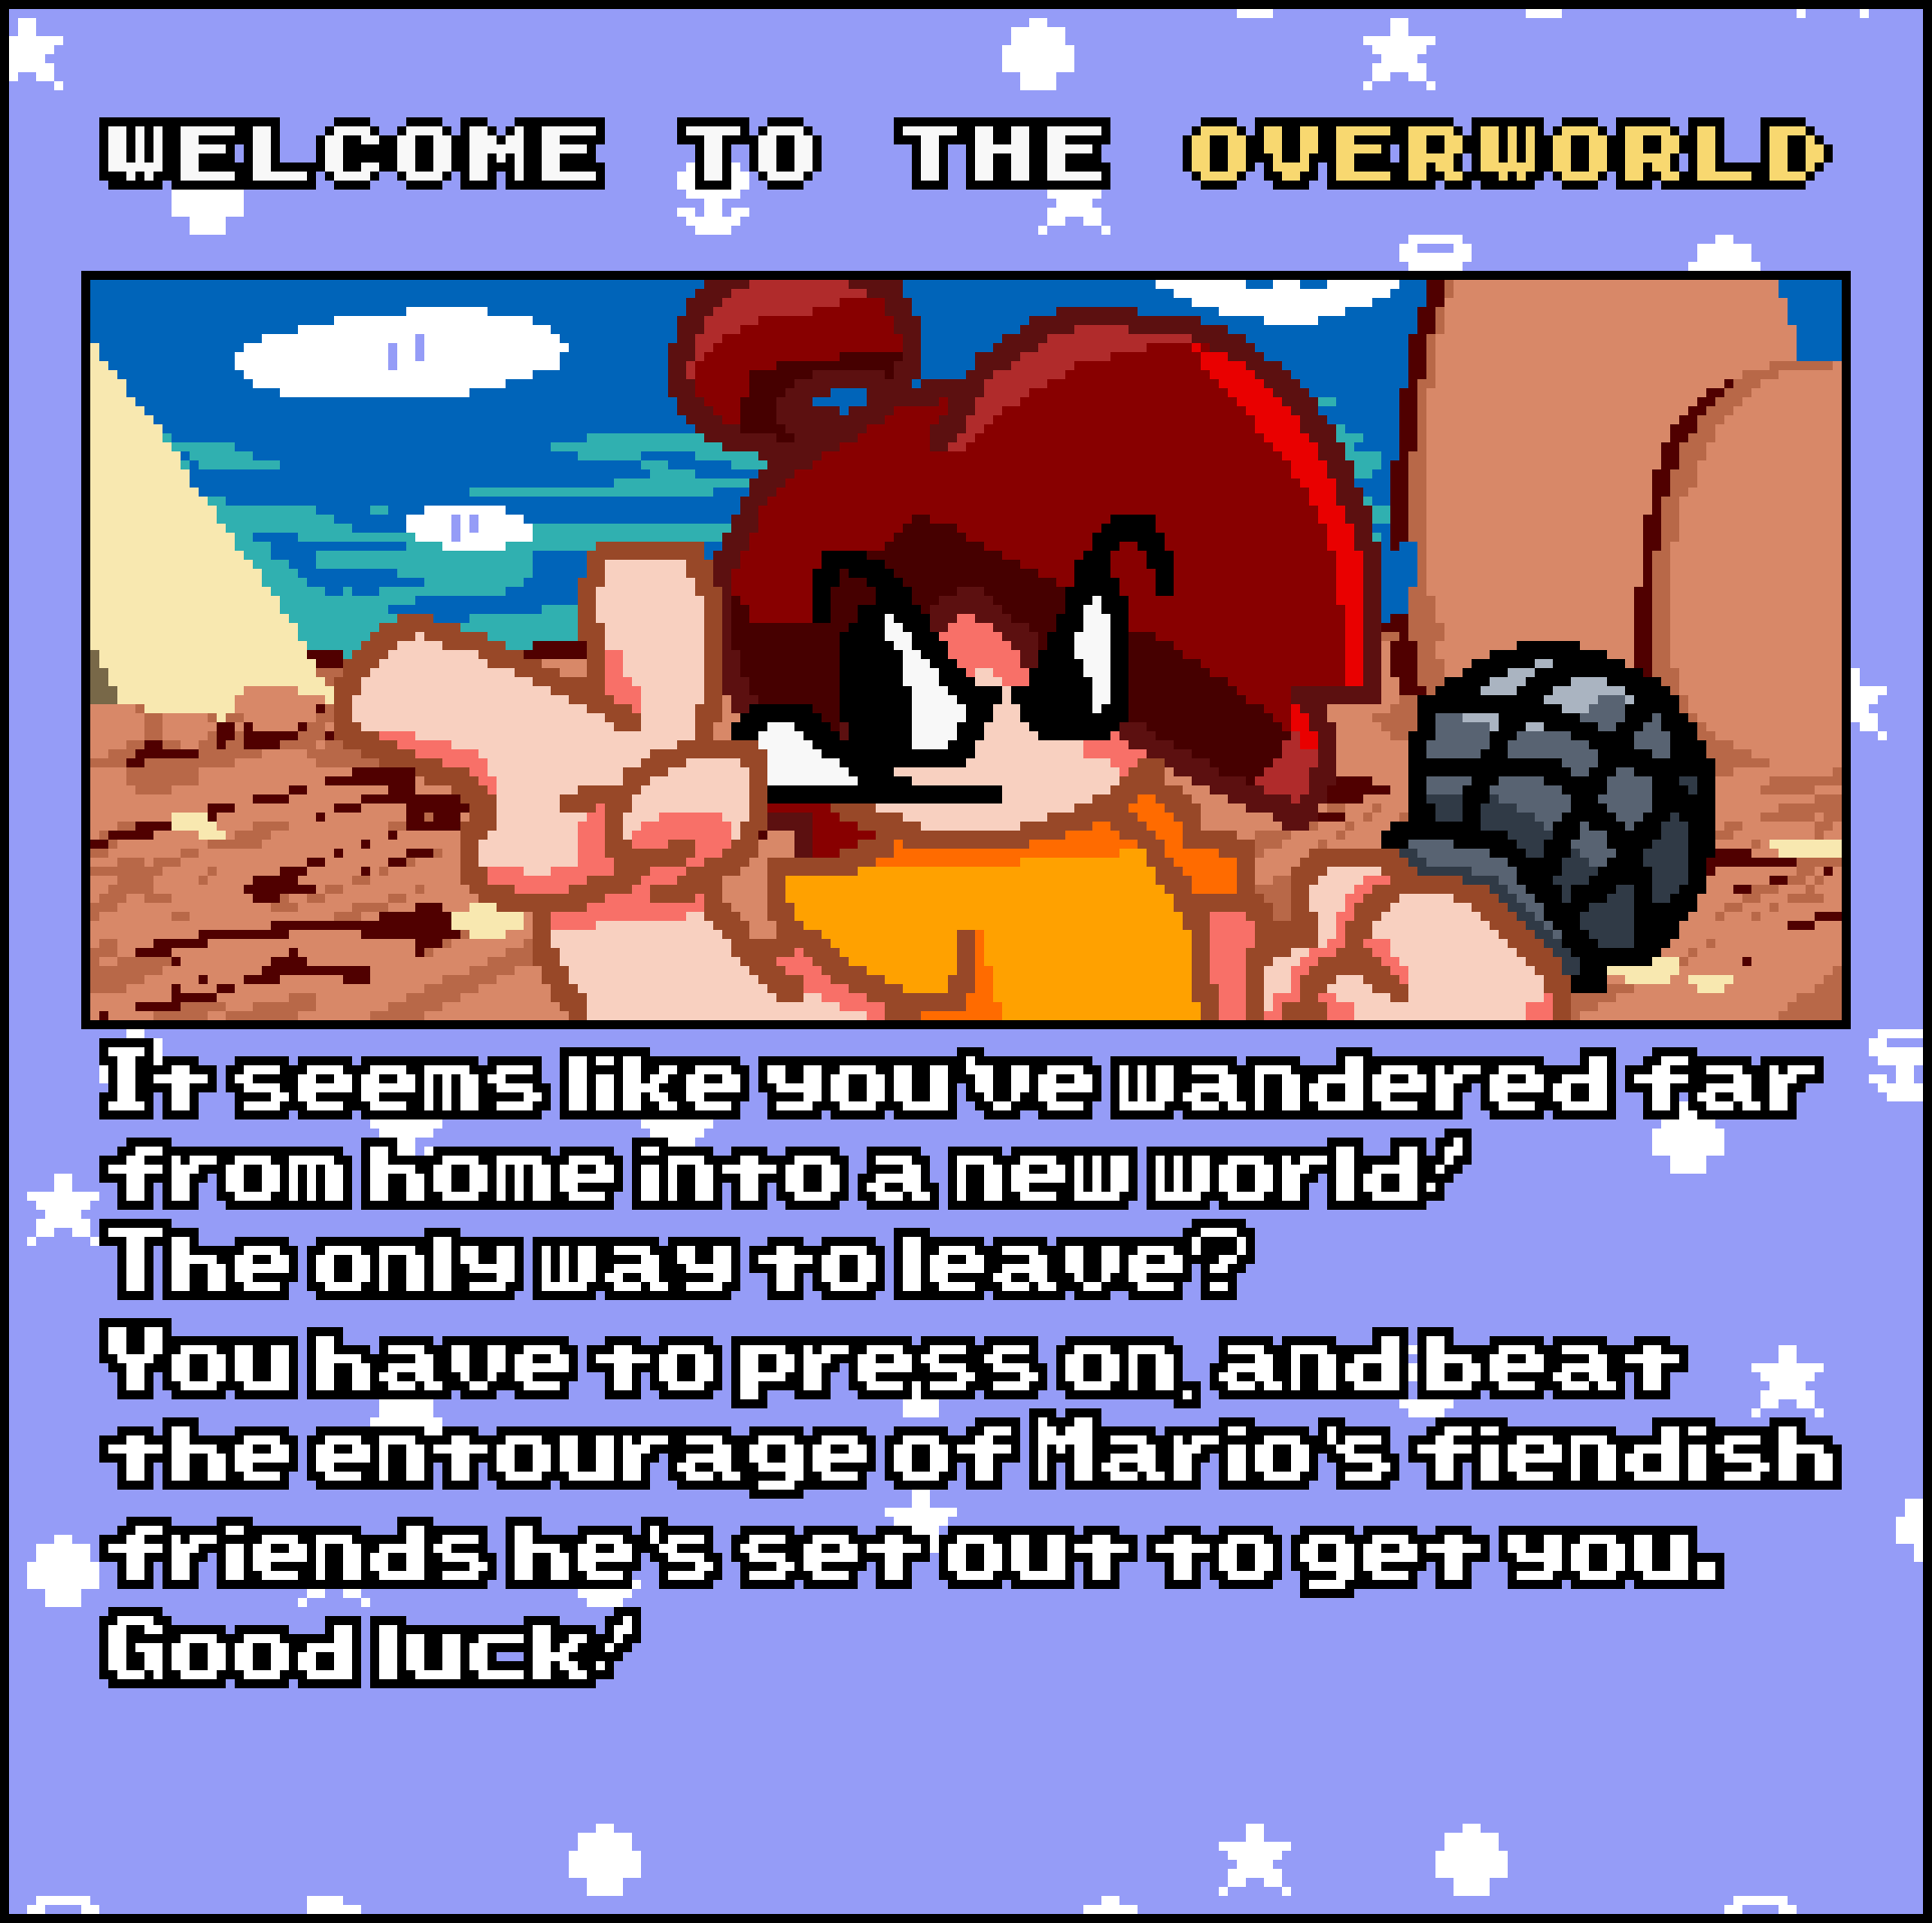 WELCOME TO THE OVERWORLD
It seems like you've wandered far
from home into a new world!
The only way to leave?
You have to press on, and beat
the entourage of Mario's fiendish
friends he's set out to get you.
Good luck!